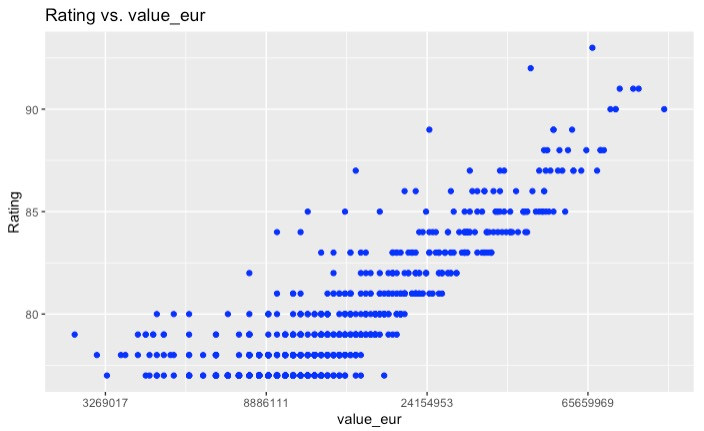 Rating vs. value_eur
90
85
80
Rating
3269017
8886111
24154953
65659969
value_eur